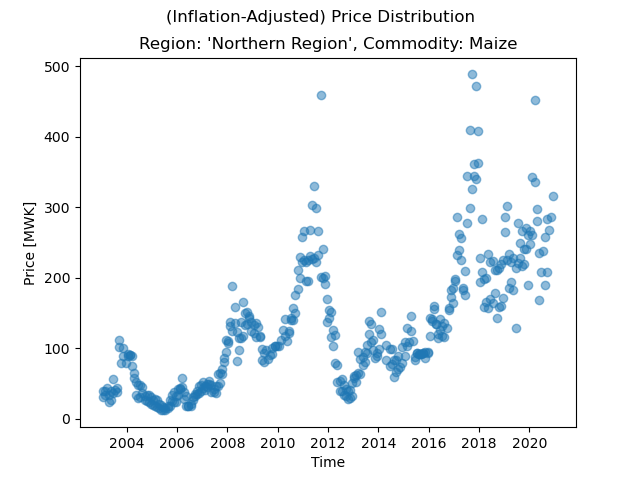 (Inflation-Adjusted) Price Distribution
Region: 'Northern Region', Commodity: Maize
500
400
300
200
100
0
Price [MWK]
2004 2006 2008 2010 2012 2014 2016 2018 2020
Time